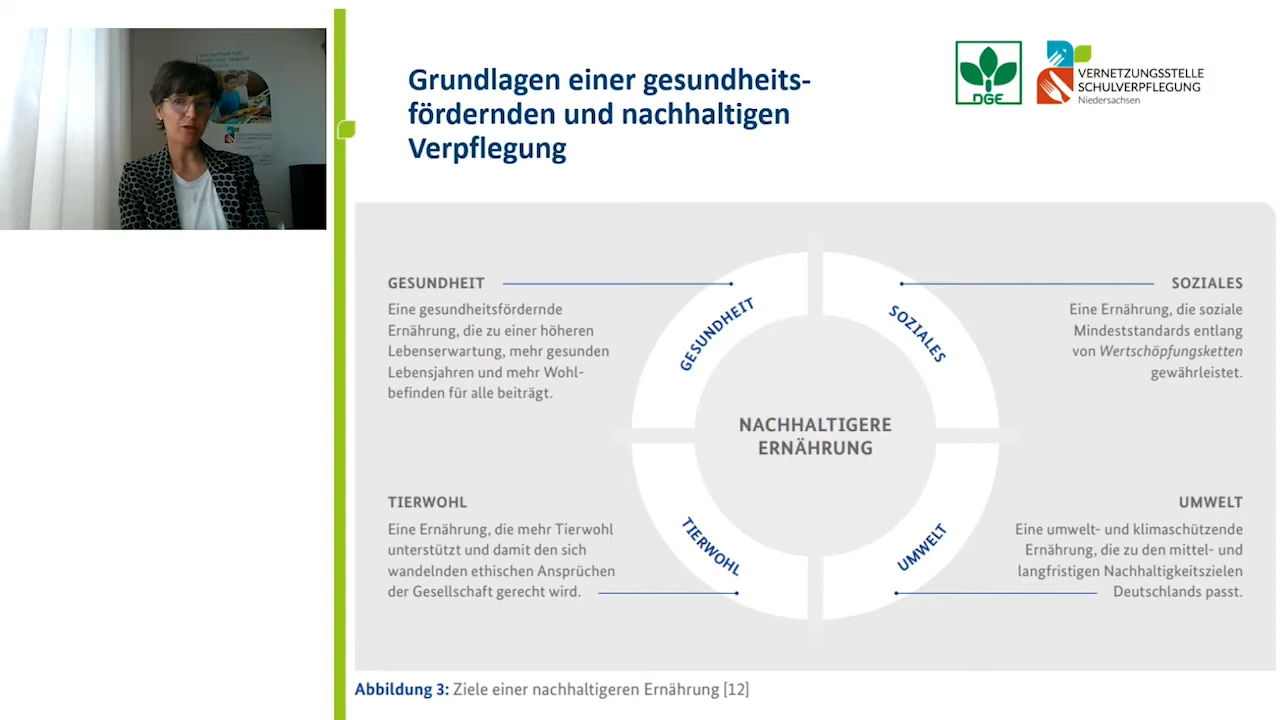 Grundlagen einer gesundheits-
fördernden und nachhaltigen
Verpflegung
DGE
VERNETZUNGSSTELLE
SCHULVERPFLEGUNG
Niedersachsen
GESUNDHEIT
Eine gesundheitsfördernde
Ernährung, die zu einer höheren
Lebenserwartung, mehr gesunden
Lebensjahren und mehr Wohl-
befinden für alle beiträgt.
SOZIALES
Eine Ernährung, die soziale
Mindeststandards entlang
von Wertschöpfungsketten
gewährleistet.
GESUNDHEIT
SOZIALES
NACHHALTIGERE
ERNÄHRUNG
TIERWOHL
UMWELT
TIERWOHL
Eine Ernährung, die mehr Tierwohl
unterstützt und damit den sich
wandelnden ethischen Ansprüchen
der Gesellschaft gerecht wird.
UMWELT
Eine umwelt- und klimaschützende
Ernährung, die zu den mittel- und
langfristigen Nachhaltigkeitszielen
Deutschlands passt.
Abbildung 3: Ziele einer nachhaltigeren Ernährung [12]